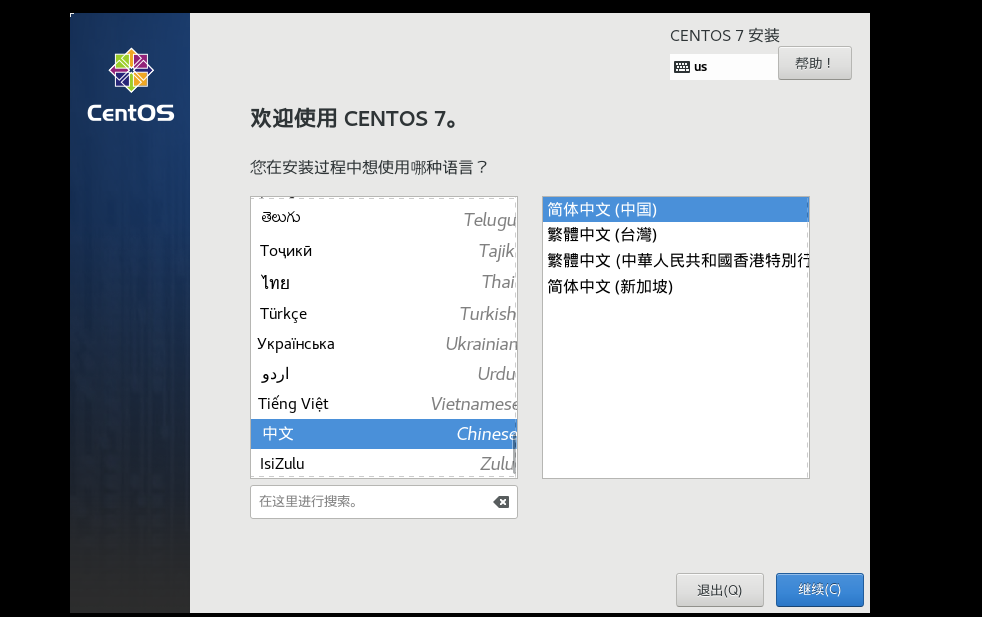 CentOS
CENTOS 7 安装
us
帮助！
欢迎使用 CENTOS 7。
您在安装过程中想使用哪种语言？
తెలుగు Telugu
Тоҷикӣ Tajik
ไทย Thai
Türkçe Turkish
Українська Ukrainian
اردو Urdu
Tiếng Việt Vietnamese
中文 Chinese
IsiZulu Zulu
简体中文 (中国)
繁體中文 (台灣)
繁體中文 (中華人民共和國香港特別行
简体中文 (新加坡)
在这里进行搜索。
退出(Q)
继续(C)